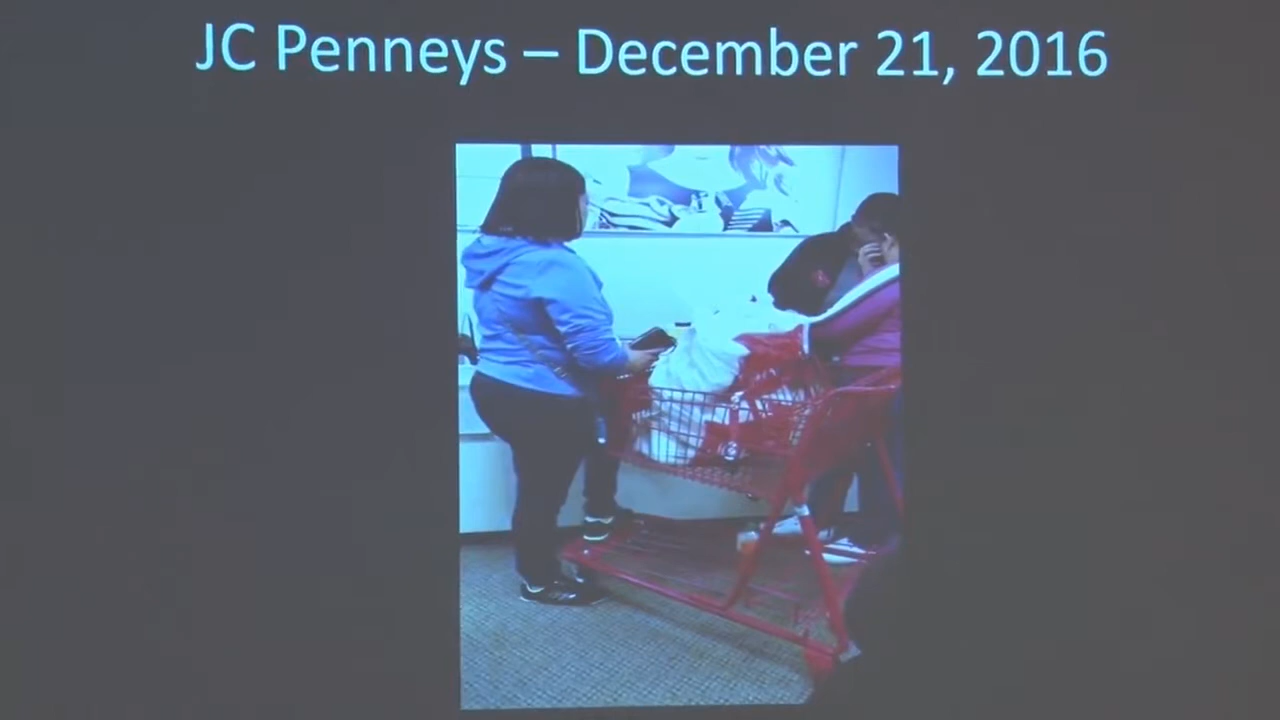 JC Penneys – December 21, 2016